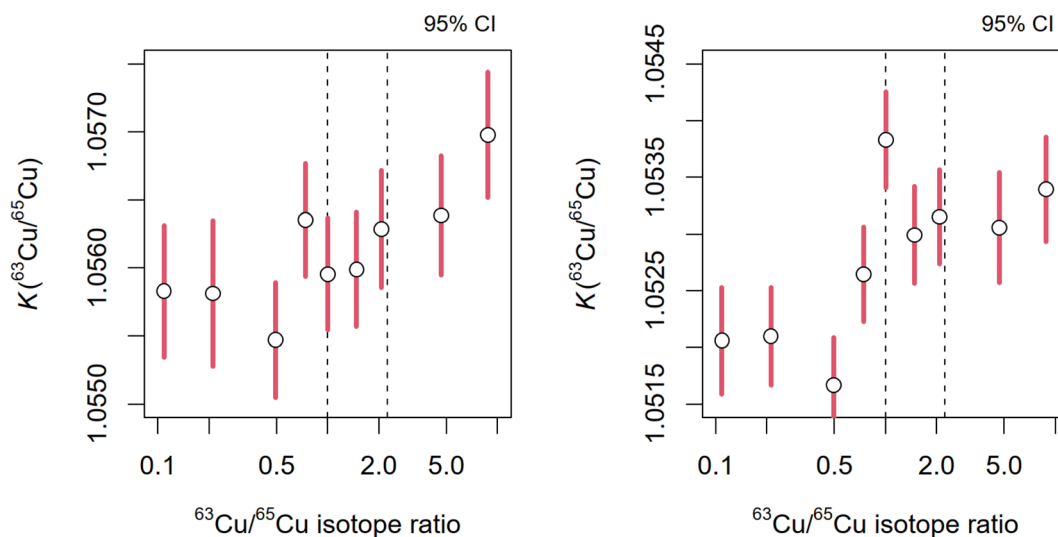 95% CI
K(⁶³Cu/⁶⁵Cu)
1.0550 1.0560 1.0570
0.1 0.5 2.0 5.0
⁶³Cu/⁶⁵Cu isotope ratio
95% CI
K(⁶³Cu/⁶⁵Cu)
1.0515 1.0525 1.0535 1.0545
0.1 0.5 2.0 5.0
⁶³Cu/⁶⁵Cu isotope ratio